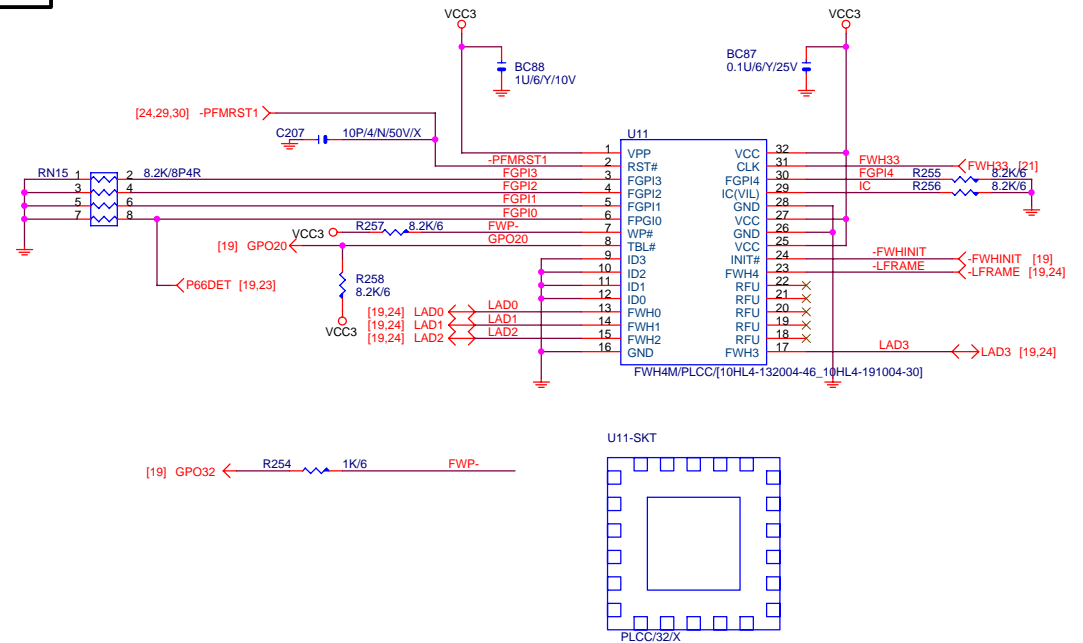 VCC3
VCC3
BC88
1U/6/Y/10V
BC87
0.1U/6/Y/25V
[24,29,30] -PFMRST1
C207 10P/4/N/50V/X
U11
1 VPP VCC 32
-PFMRST1 2 RST# CLK 31 FWH33 FWH33 [21]
RN15 1 2 8.2K/8P4R FGPI3 3 FGPI3 FGPI4 30 FGPI4 R255 8.2K/6
3 4 FGPI2 4 FGPI2 IC(VIL) 29 IC R256 8.2K/6
5 6 FGPI1 5 FGPI1 GND 28
7 8 FGPI0 6 FPGI0 VCC 27
VCC3 R257 8.2K/6 FWP- 7 WP# GND 26
[19] GPO20 GPO20 8 TBL# VCC 25
9 ID3 INIT# 24 -FWHINIT -FWHINIT [19]
10 ID2 FWH4 23 -LFRAME -LFRAME [19,24]
P66DET [19,23]
R258
8.2K/6
VCC3
11 ID1 RFU 22
12 ID0 RFU 21
[19,24] LAD0 LAD0 13 FWH0 RFU 20
[19,24] LAD1 LAD1 14 FWH1 RFU 19
[19,24] LAD2 LAD2 15 FWH2 RFU 18
16 GND FWH3 17 LAD3 LAD3 [19,24]
FWH4M/PLCC/[10HL4-132004-46_10HL4-191004-30]
[19] GPO32 R254 1K/6 FWP-
U11-SKT
PLCC/32/X